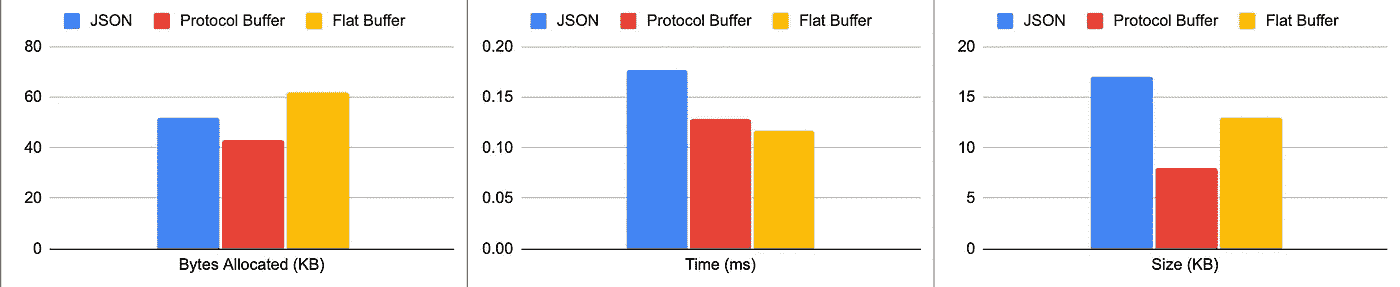 JSON Protocol Buffer Flat Buffer
80
60
40
20
0
Bytes Allocated (KB)
JSON Protocol Buffer Flat Buffer
0.20
0.15
0.10
0.05
0.00
Time (ms)
JSON Protocol Buffer Flat Buffer
20
15
10
5
0
Size (KB)